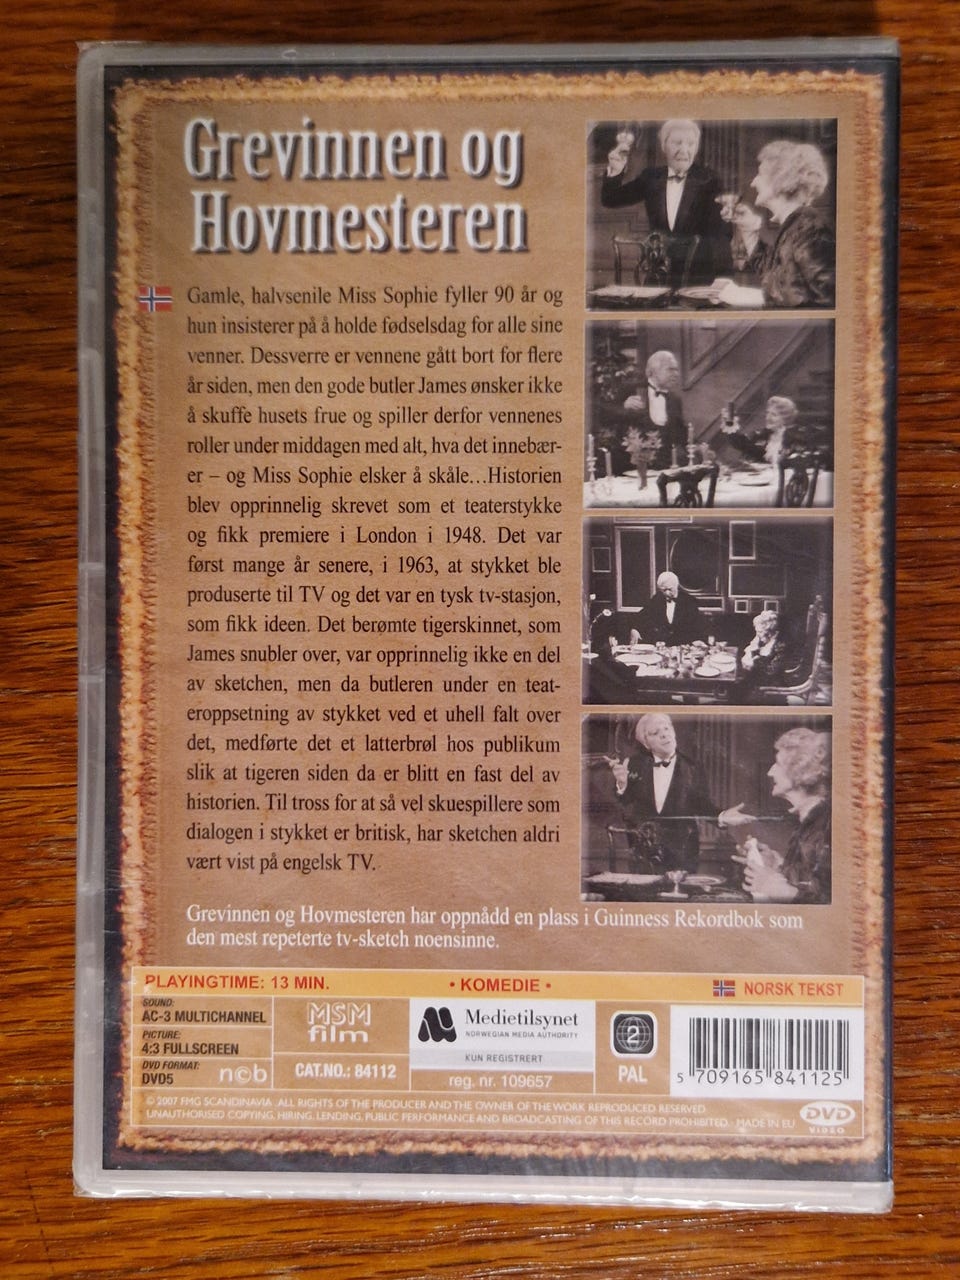 Grevinnen og
Hovmesteren
Gamle, halvsenile Miss Sophie fyller 90 år og
hun insisterer på å holde fødselsdag for alle sine
venner. Dessverre er vennene gått bort for flere
år siden, men den gode butler James ønsker ikke
å skuffe husets frue og spiller derfor vennenes
roller under middagen med alt, hva det innebær-
er – og Miss Sophie elsker å skåle…Historien
blev opprinnelig skrevet som et teaterstykke
og fikk premiere i London i 1948. Det var
først mange år senere, i 1963, at stykket ble
produserte til TV og det var en tysk tv-stasjon,
som fikk ideen. Det berømte tigerskinnet, som
James snubler over, var opprinnelig ikke en del
av sketchen, men da butleren under en teat-
eroppsetning av stykket ved et uhell falt over
det, medførte det et latterbrøl hos publikum
slik at tigeren siden da er blitt en fast del av
historien. Til tross for at så vel skuespillere som
dialogen i stykket er britisk, har sketchen aldri
vært vist på engelsk TV.
Grevinnen og Hovmesteren har oppnådd en plass i Guinness Rekordbok som
den mest repeterte tv-sketch noensinne.
PLAYINGTIME: 13 MIN.
• KOMEDIE •
NORSK TEKST
SOUND:
AC-3 MULTICHANNEL
PICTURE:
4:3 FULLSCREEN
DVD FORMAT:
DVD5
n©b
MSM
film
CAT.NO.: 84112
Medietilsynet
NORWEGIAN MEDIA AUTHORITY
KUN REGISTRERT
reg. nr. 109657
2
PAL
5 709165 841125
© 2007 FMG SCANDINAVIA. ALL RIGHTS OF THE PRODUCER AND THE OWNER OF THE WORK REPRODUCED RESERVED
UNAUTHORISED COPYING, HIRING, LENDING, PUBLIC PERFORMANCE AND BROADCASTING OF THIS RECORD PROHIBITED. MADE IN EU
DVD
VIDEO